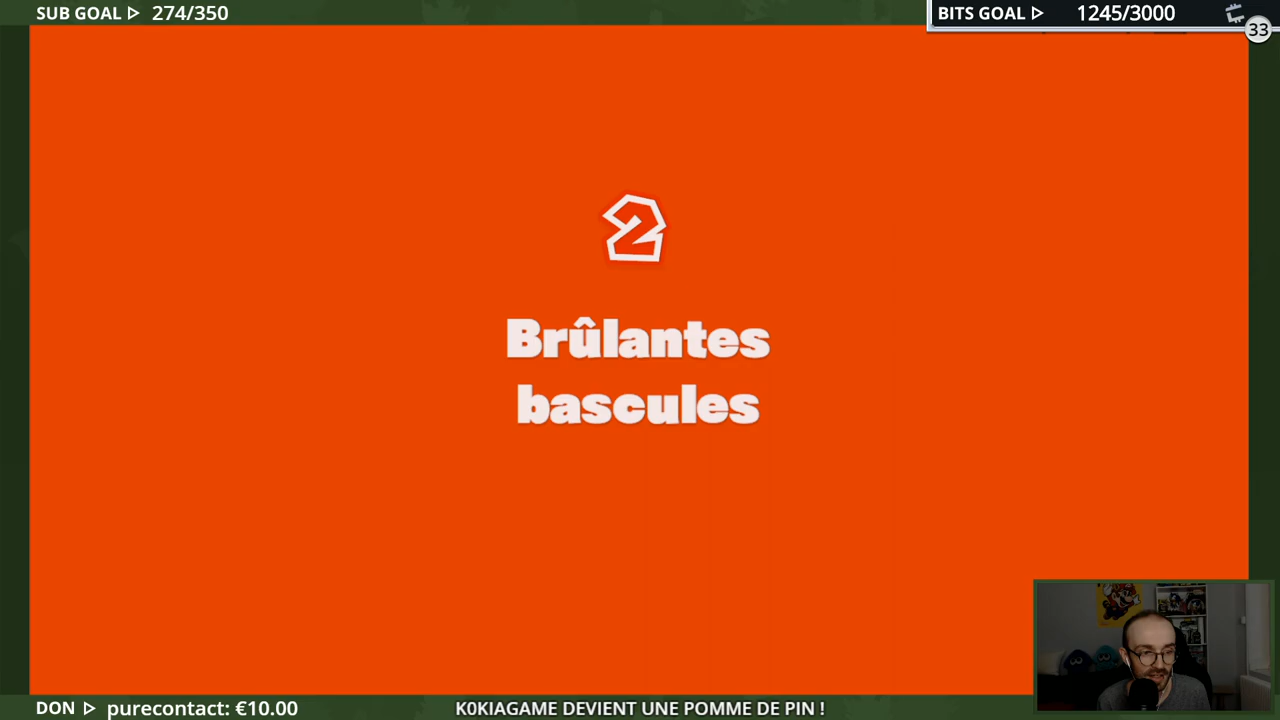 SUB GOAL 274/350
BITS GOAL 1245/3000
33
2
Brûlantes
bascules
DON purecontact: €10.00
K0KIAGAME DEVIENT UNE POMME DE PIN !